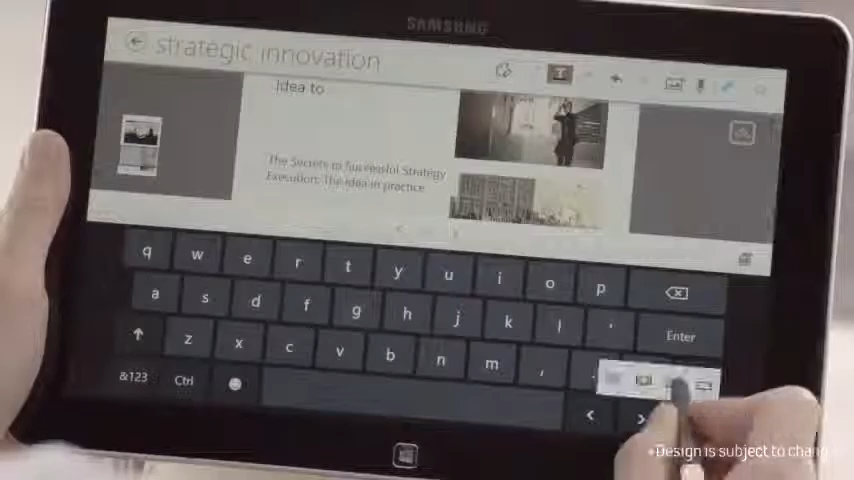 SAMSUNG
strategic innovation
Idea to
The Secrets to Successful Strategy
Execution: The idea in practice
q w e r t y u i o p
a s d f g h j k l ' Enter
z x c v b n m , .
&123 Ctrl < >
*Design is subject to chan